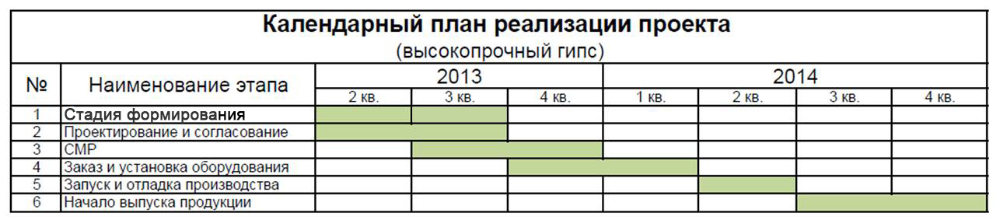 Календарный план реализации проекта
(высокопрочный гипс)
№ Наименование этапа 2013 2014
2 кв. 3 кв. 4 кв. 1 кв. 2 кв. 3 кв. 4 кв.
1 Стадия формирования
2 Проектирование и согласование
3 СМР
4 Заказ и установка оборудования
5 Запуск и отладка производства
6 Начало выпуска продукции